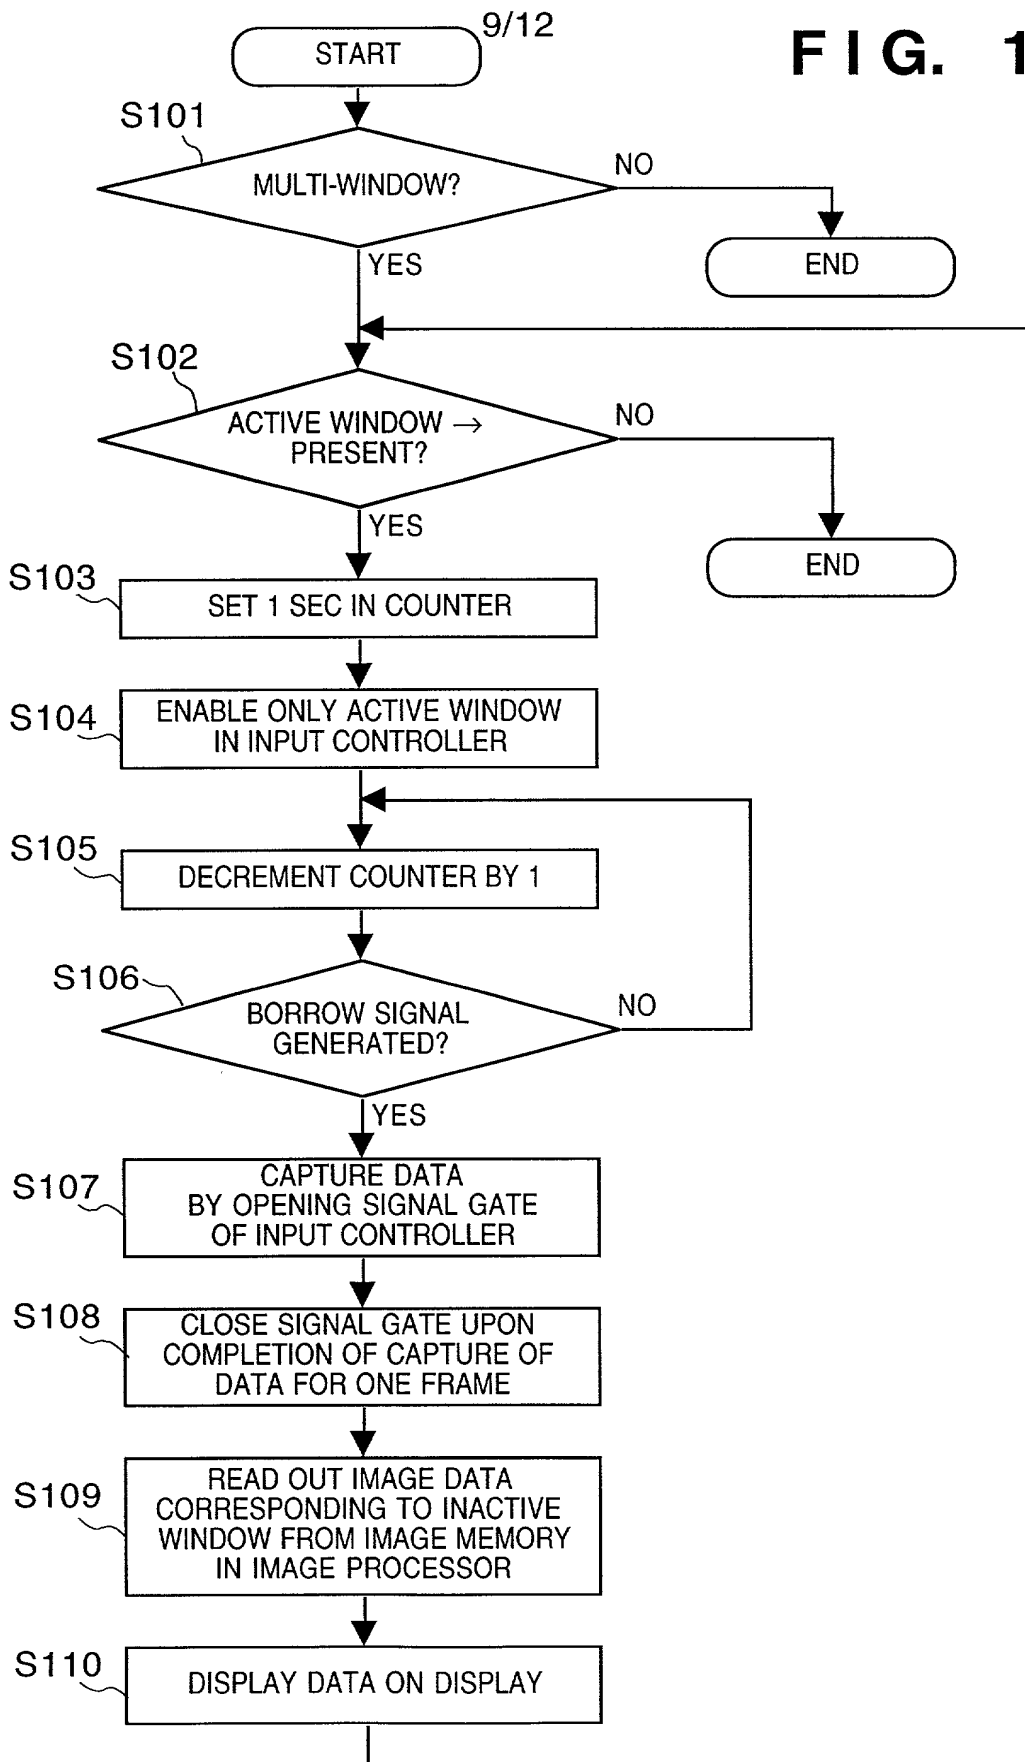 9/12
FIG. 1
START
S101
MULTI-WINDOW?
NO
END
YES
S102
ACTIVE WINDOW →
PRESENT?
NO
END
YES
S103
SET 1 SEC IN COUNTER
S104
ENABLE ONLY ACTIVE WINDOW
IN INPUT CONTROLLER
S105
DECREMENT COUNTER BY 1
S106
BORROW SIGNAL
GENERATED?
NO
YES
S107
CAPTURE DATA
BY OPENING SIGNAL GATE
OF INPUT CONTROLLER
S108
CLOSE SIGNAL GATE UPON
COMPLETION OF CAPTURE OF
DATA FOR ONE FRAME
S109
READ OUT IMAGE DATA
CORRESPONDING TO INACTIVE
WINDOW FROM IMAGE MEMORY
IN IMAGE PROCESSOR
S110
DISPLAY DATA ON DISPLAY